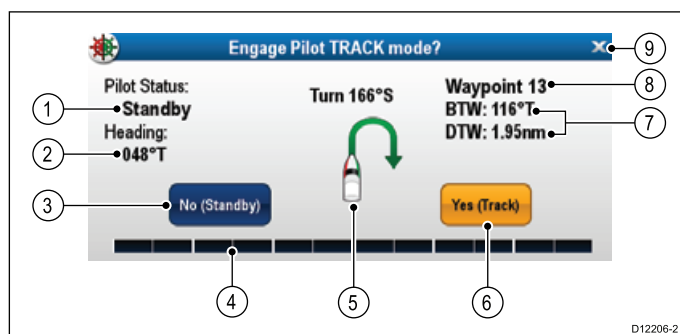 Engage Pilot TRACK mode?
9
Pilot Status:
Standby
Heading:
048°T
Turn 166°S
Waypoint 13
BTW: 116°T
DTW: 1.95nm
1
2
8
7
3
No (Standby)
Yes (Track)
4
5
6
D12206-2